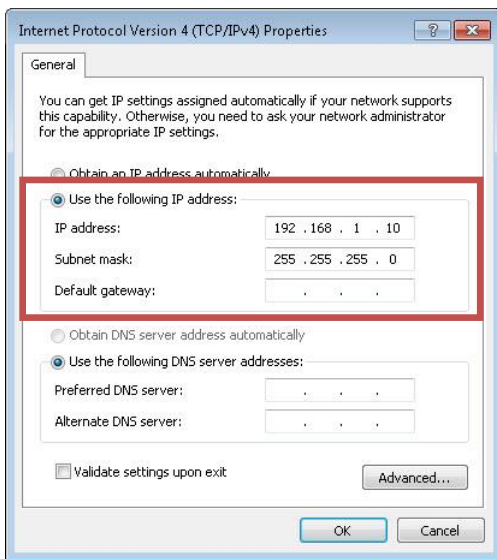 Internet Protocol Version 4 (TCP/IPv4) Properties
General
You can get IP settings assigned automatically if your network supports
this capability. Otherwise, you need to ask your network administrator
for the appropriate IP settings.
Obtain an IP address automatically
Use the following IP address:
IP address: 192 . 168 . 1 . 10
Subnet mask: 255 . 255 . 255 . 0
Default gateway: . . .
Obtain DNS server address automatically
Use the following DNS server addresses:
Preferred DNS server: . . .
Alternate DNS server: . . .
Validate settings upon exit
Advanced...
OK Cancel